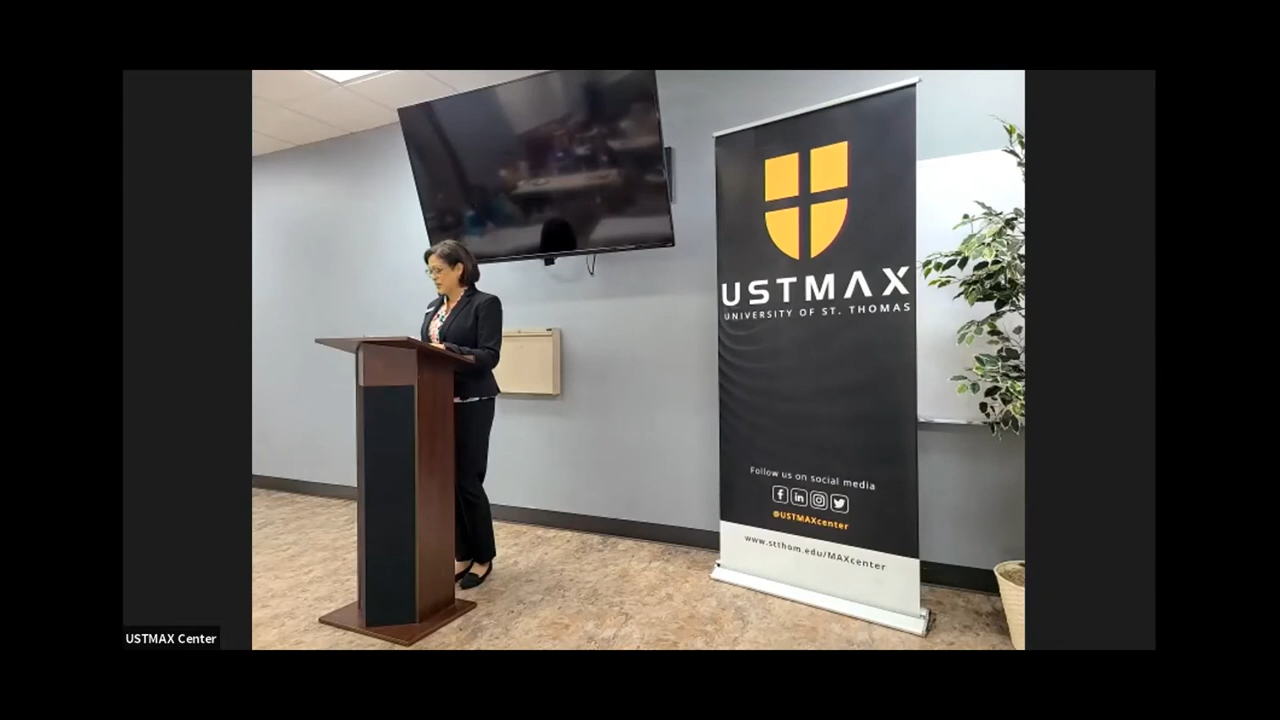 USTMAX
UNIVERSITY OF ST. THOMAS
Follow us on social media
@USTMAXcenter
www.stthom.edu/MAXcenter
USTMAX Center